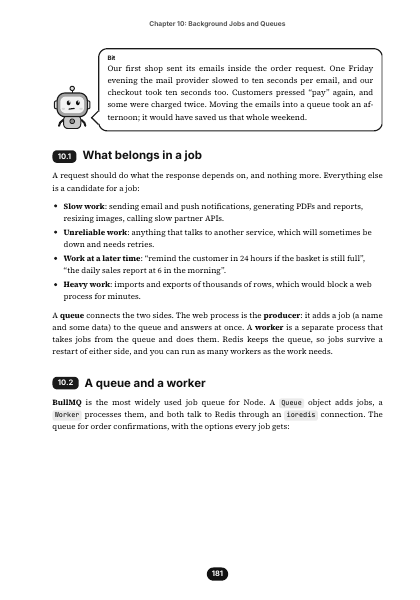 Chapter 10: Background Jobs and Queues
Bit
Our first shop sent its emails inside the order request. One Friday
evening the mail provider slowed to ten seconds per email, and our
checkout took ten seconds too. Customers pressed “pay” again, and
some were charged twice. Moving the emails into a queue took an af-
ternoon; it would have saved us that whole weekend.
10.1 What belongs in a job
A request should do what the response depends on, and nothing more. Everything else
is a candidate for a job:
• Slow work: sending email and push notifications, generating PDFs and reports,
resizing images, calling slow partner APIs.
• Unreliable work: anything that talks to another service, which will sometimes be
down and needs retries.
• Work at a later time: “remind the customer in 24 hours if the basket is still full”,
“the daily sales report at 6 in the morning”.
• Heavy work: imports and exports of thousands of rows, which would block a web
process for minutes.
A queue connects the two sides. The web process is the producer: it adds a job (a name
and some data) to the queue and answers at once. A worker is a separate process that
takes jobs from the queue and does them. Redis keeps the queue, so jobs survive a
restart of either side, and you can run as many workers as the work needs.
10.2 A queue and a worker
BullMQ is the most widely used job queue for Node. A Queue object adds jobs, a
Worker processes them, and both talk to Redis through an ioredis connection. The
queue for order confirmations, with the options every job gets:
181